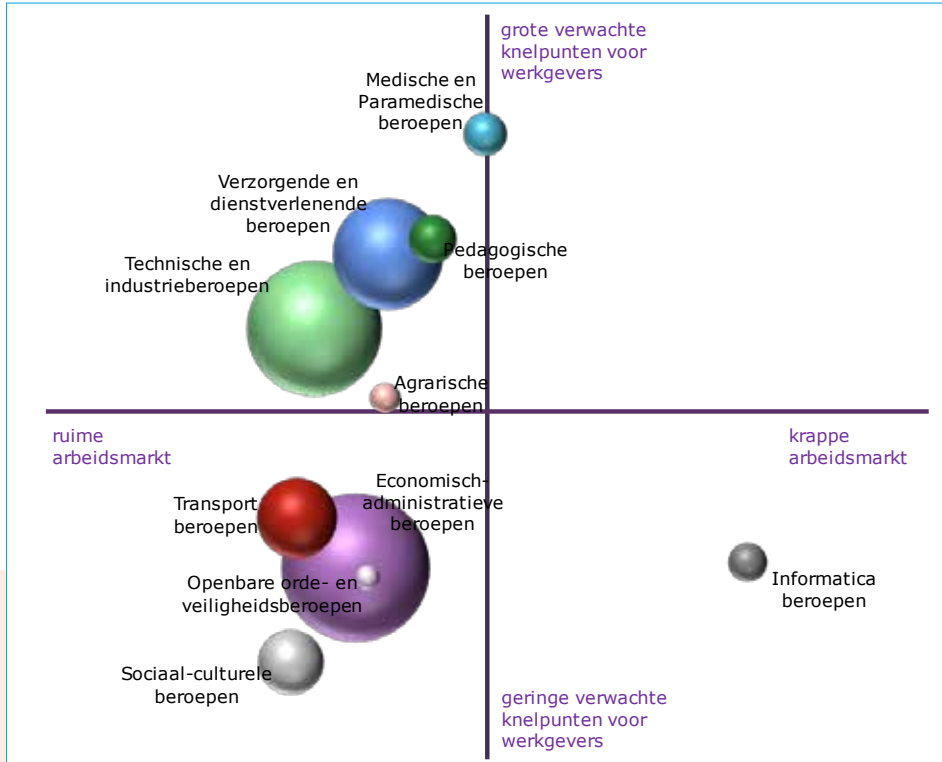 grote verwachte
knelpunten voor
werkgevers
Medische en
Paramedische
beroepen
Verzorgende en
dienstverlenende
beroepen
Pedagogische
beroepen
Technische en
industrieberoepen
Agrarische
beroepen
ruime
arbeidsmarkt
krappe
arbeidsmarkt
Economisch-
administratieve
beroepen
Transport
beroepen
Openbare orde- en
veiligheidsberoepen
Informatica
beroepen
Sociaal-culturele
beroepen
geringe verwachte
knelpunten voor
werkgevers